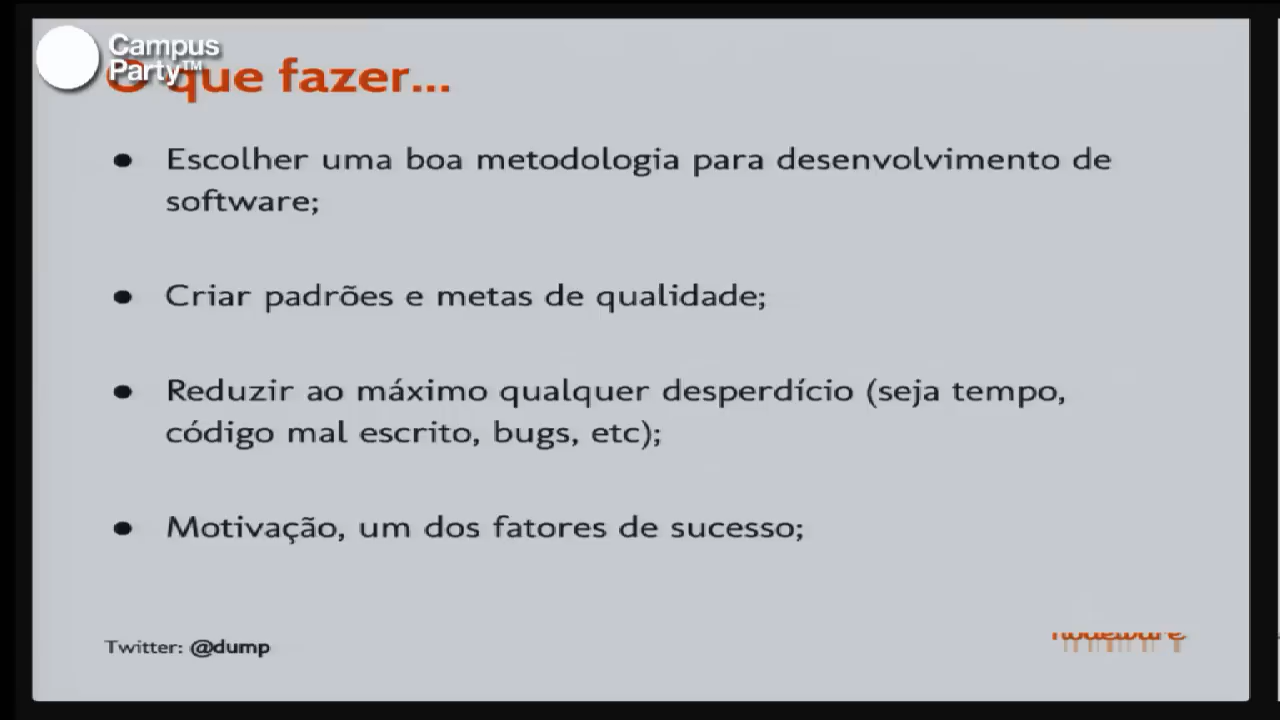 Campus
Party™
O que fazer...
● Escolher uma boa metodologia para desenvolvimento de
software;
● Criar padrões e metas de qualidade;
● Reduzir ao máximo qualquer desperdício (seja tempo,
código mal escrito, bugs, etc);
● Motivação, um dos fatores de sucesso;
Twitter: @dump